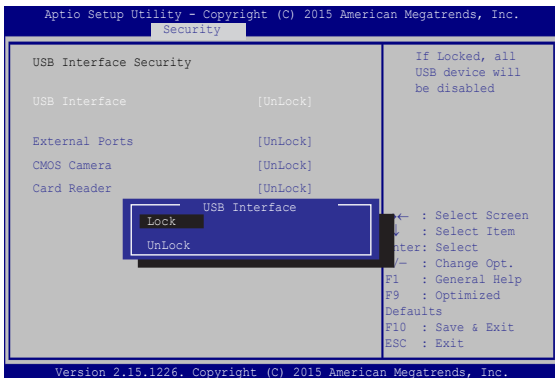 Aptio Setup Utility - Copyright (C) 2015 American Megatrends, Inc.
Security
USB Interface Security
USB Interface [UnLock]
External Ports [UnLock]
CMOS Camera [UnLock]
Card Reader [UnLock]
USB Interface
Lock
UnLock
If Locked, all
USB device will
be disabled
← : Select Screen
: Select Item
nter: Select
/— : Change Opt.
F1 : General Help
F9 : Optimized
Defaults
F10 : Save & Exit
ESC : Exit
Version 2.15.1226. Copyright (C) 2015 American Megatrends, Inc.